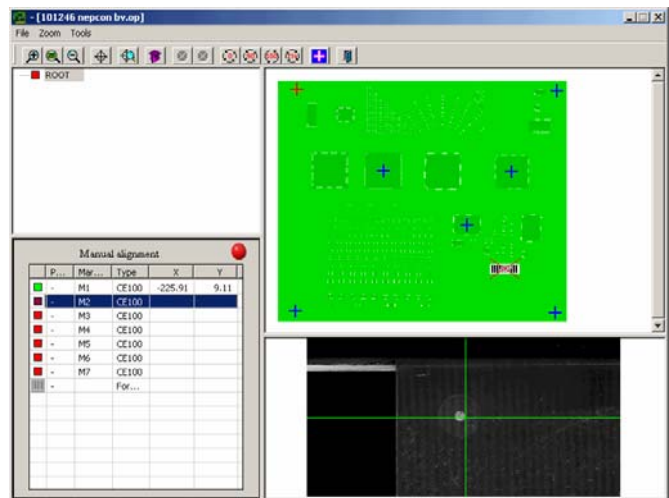 - [101246 nepcon bv.op]
File Zoom Tools
ROOT
Manual alignment
P... Mar... Type X Y
- M1 CE100 -225.91 9.11
- M2 CE100
- M3 CE100
- M4 CE100
- M5 CE100
- M6 CE100
- M7 CE100
- For...